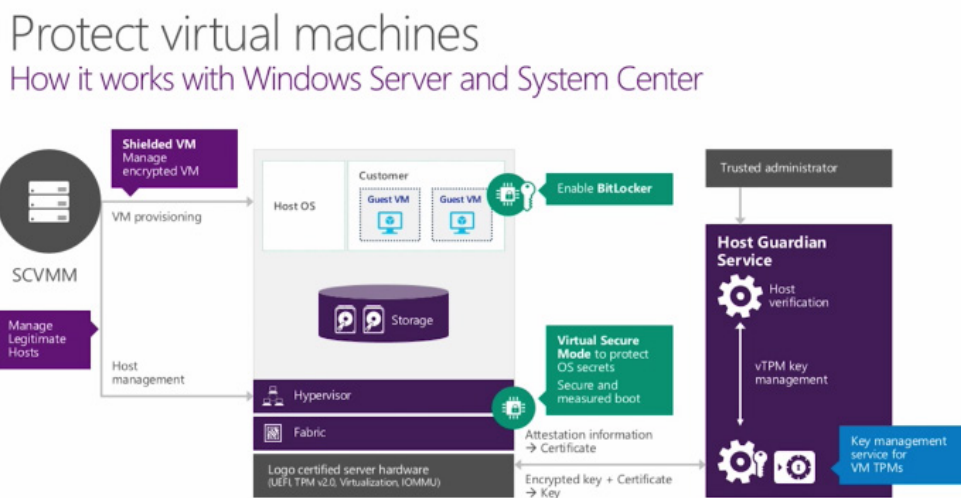 Protect virtual machines
How it works with Windows Server and System Center
Shielded VM
Manage
encrypted VM
VM provisioning
SCVMM
Manage
Legitimate
Hosts
Host
management
Host OS
Customer
Guest VM
Guest VM
Storage
Hypervisor
Fabric
Logo certified server hardware
(UEFI, TPM v2.0, Virtualization, IOMMU)
Enable BitLocker
Virtual Secure
Mode to protect
OS secrets
Secure and
measured boot
Attestation information
→ Certificate
Encrypted key + Certificate
→ Key
Trusted administrator
Host Guardian
Service
Host
verification
vTPM key
management
Key management
service for
VM TPMs